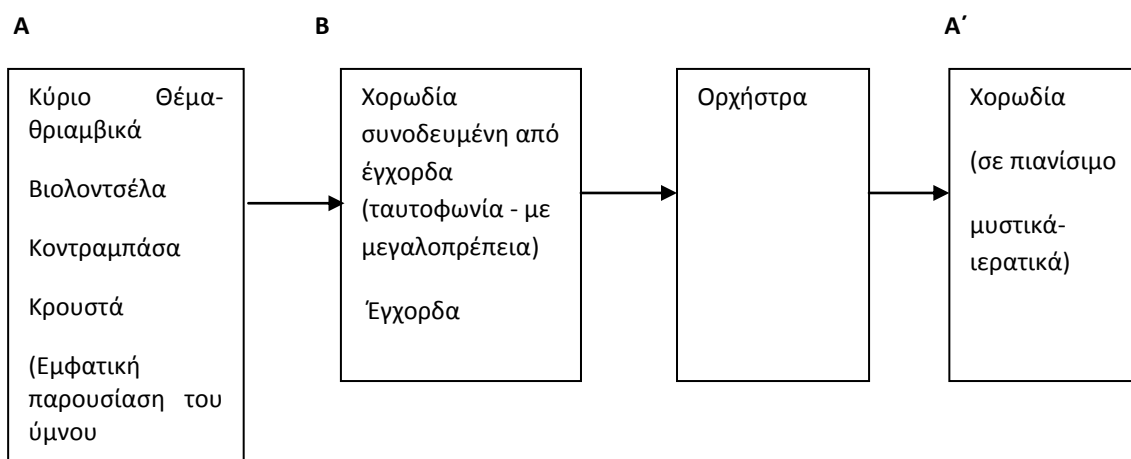 Α
Β
Α΄
Κύριο Θέμα-
θριαμβικά
Βιολοντσέλα
Κοντραμπάσα
Κρουστά
(Εμφατική
παρουσίαση του
ύμνου
Χορωδία
συνοδευμένη από
έγχορδα
(ταυτοφωνία - με
μεγαλοπρέπεια)
Έγχορδα
Ορχήστρα
Χορωδία
(σε πιανίσιμο
μυστικά-
ιερατικά)